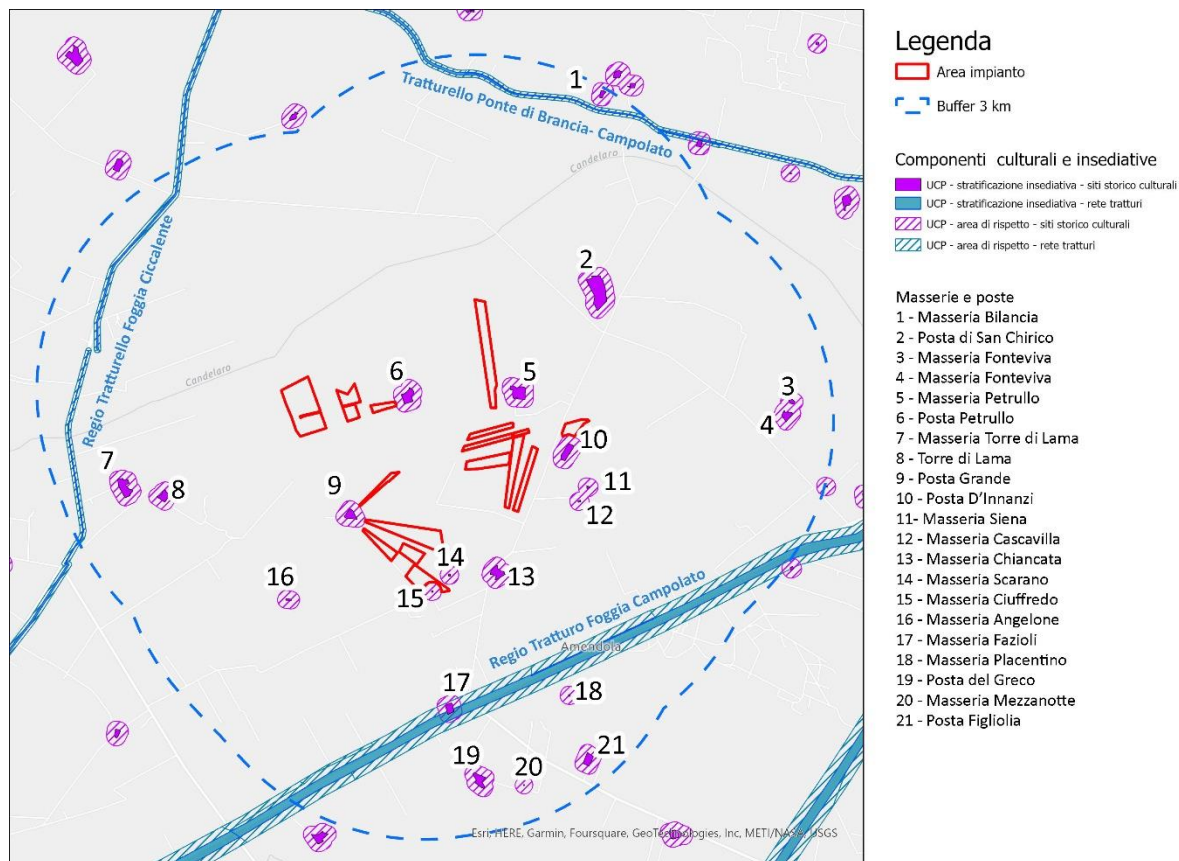 1
Tratturello Ponte di Brancia- Campolato
Candelaro
Regio Tratturello Foggia Ciccalente
2
Candelaro
6
5
3
4
10
7
8
9
11
12
14
13
15
16
Regio Tratturo Foggia Campolato
Amendola
17
18
19
20
21
Esri, HERE, Garmin, Foursquare, GeoTechnologies, Inc, METI/NASA, USGS
Legenda
Area impianto
Buffer 3 km
Componenti culturali e insediative
UCP - stratificazione insediativa - siti storico culturali
UCP - stratificazione insediativa - rete tratturi
UCP - area di rispetto - siti storico culturali
UCP - area di rispetto - rete tratturi
Masserie e poste
1 - Masseria Bilancia
2 - Posta di San Chirico
3 - Masseria Fonteviva
4 - Masseria Fonteviva
5 - Masseria Petrullo
6 - Posta Petrullo
7 - Masseria Torre di Lama
8 - Torre di Lama
9 - Posta Grande
10 - Posta D'Innanzi
11- Masseria Siena
12 - Masseria Cascavilla
13 - Masseria Chiancata
14 - Masseria Scarano
15 - Masseria Ciuffredo
16 - Masseria Angelone
17 - Masseria Fazioli
18 - Masseria Placentino
19 - Posta del Greco
20 - Masseria Mezzanotte
21 - Posta Figliolia